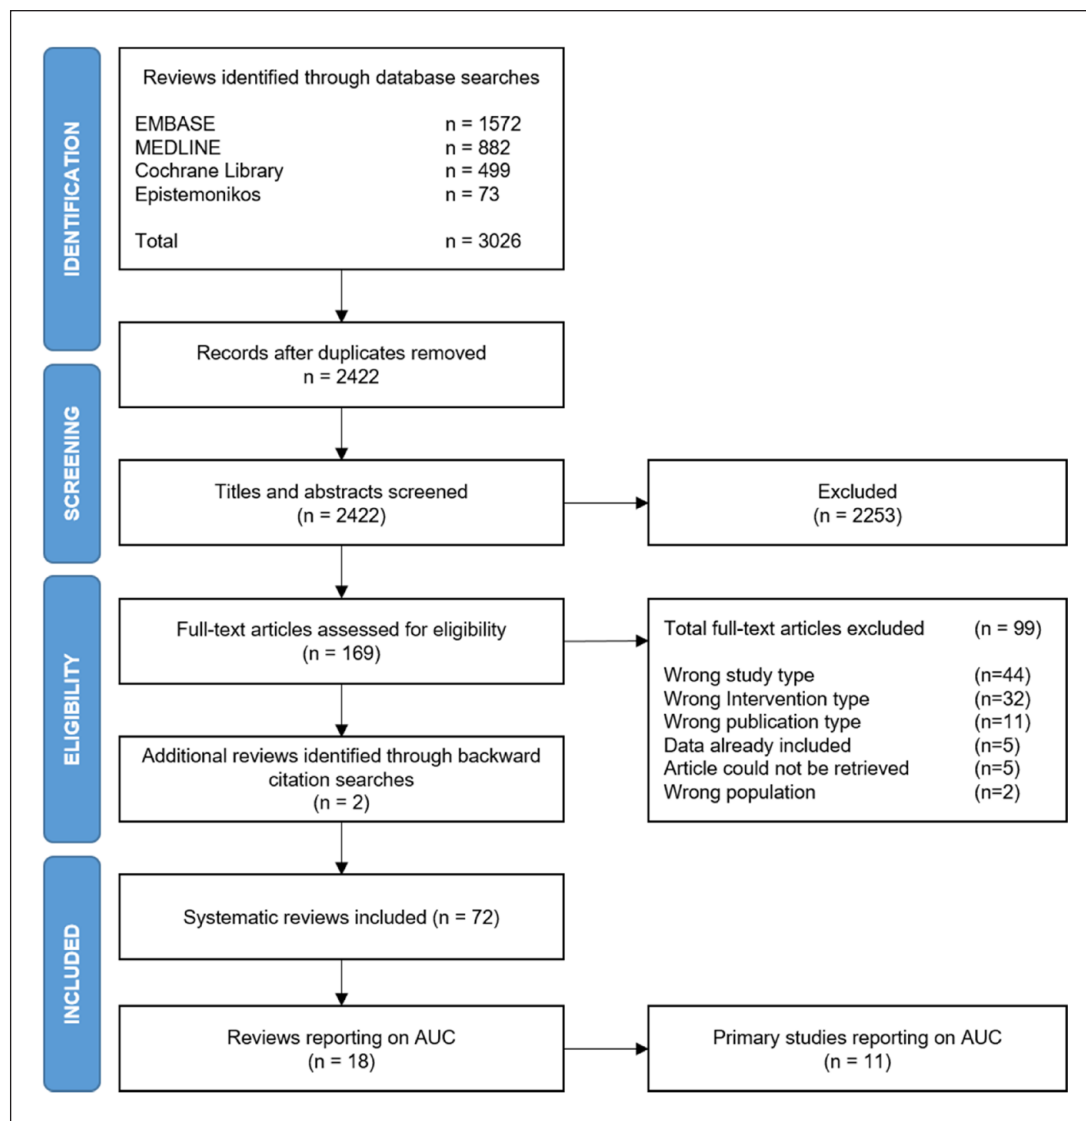 IDENTIFICATION
Reviews identified through database searches
EMBASE n = 1572
MEDLINE n = 882
Cochrane Library n = 499
Epistemonikos n = 73
Total n = 3026
Records after duplicates removed
n = 2422
SCREENING
Titles and abstracts screened
(n = 2422)
Excluded
(n = 2253)
ELIGIBILITY
Full-text articles assessed for eligibility
(n = 169)
Total full-text articles excluded (n = 99)
Wrong study type (n=44)
Wrong Intervention type (n=32)
Wrong publication type (n=11)
Data already included (n=5)
Article could not be retrieved (n=5)
Wrong population (n=2)
Additional reviews identified through backward
citation searches
(n = 2)
INCLUDED
Systematic reviews included (n = 72)
Reviews reporting on AUC
(n = 18)
Primary studies reporting on AUC
(n = 11)